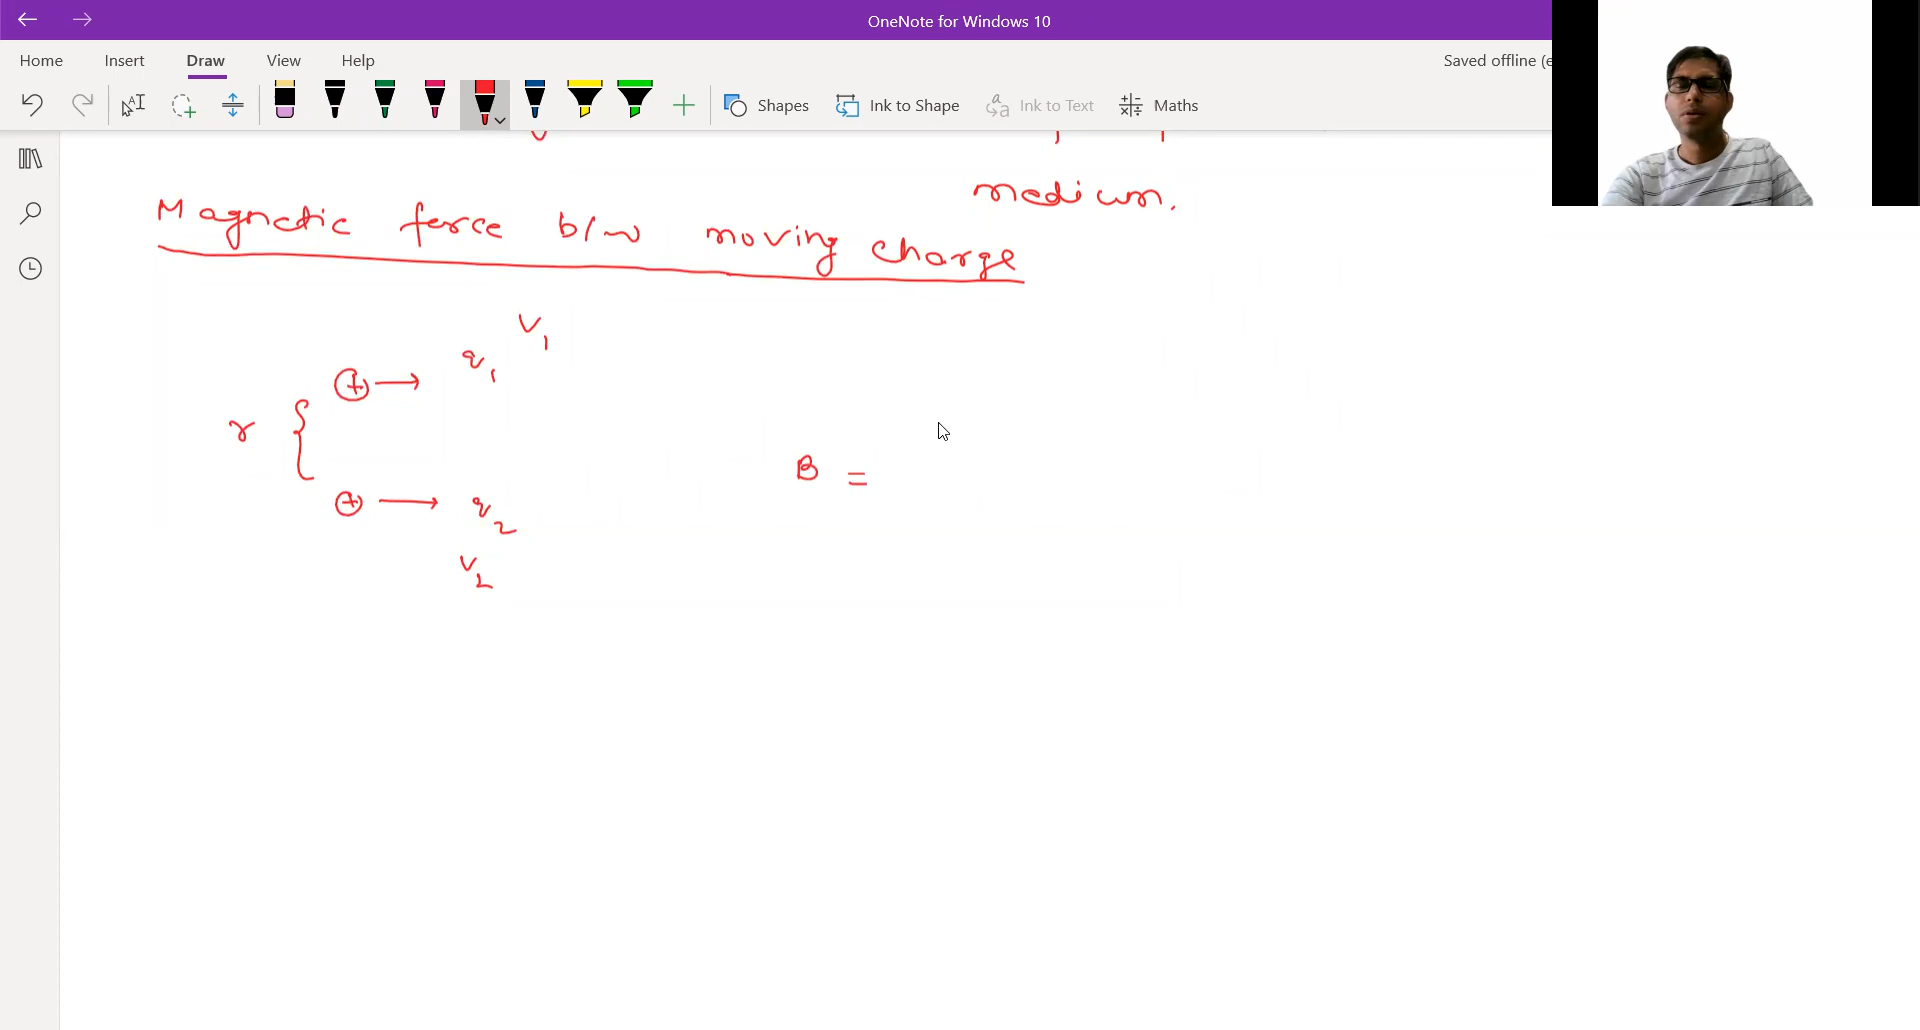 OneNote for Windows 10
Home Insert Draw View Help
Saved offline (e
Shapes Ink to Shape Ink to Text Maths
medium.
Magnetic force b/w moving charge
v₁
q₁
r
B =
q₂
v₂